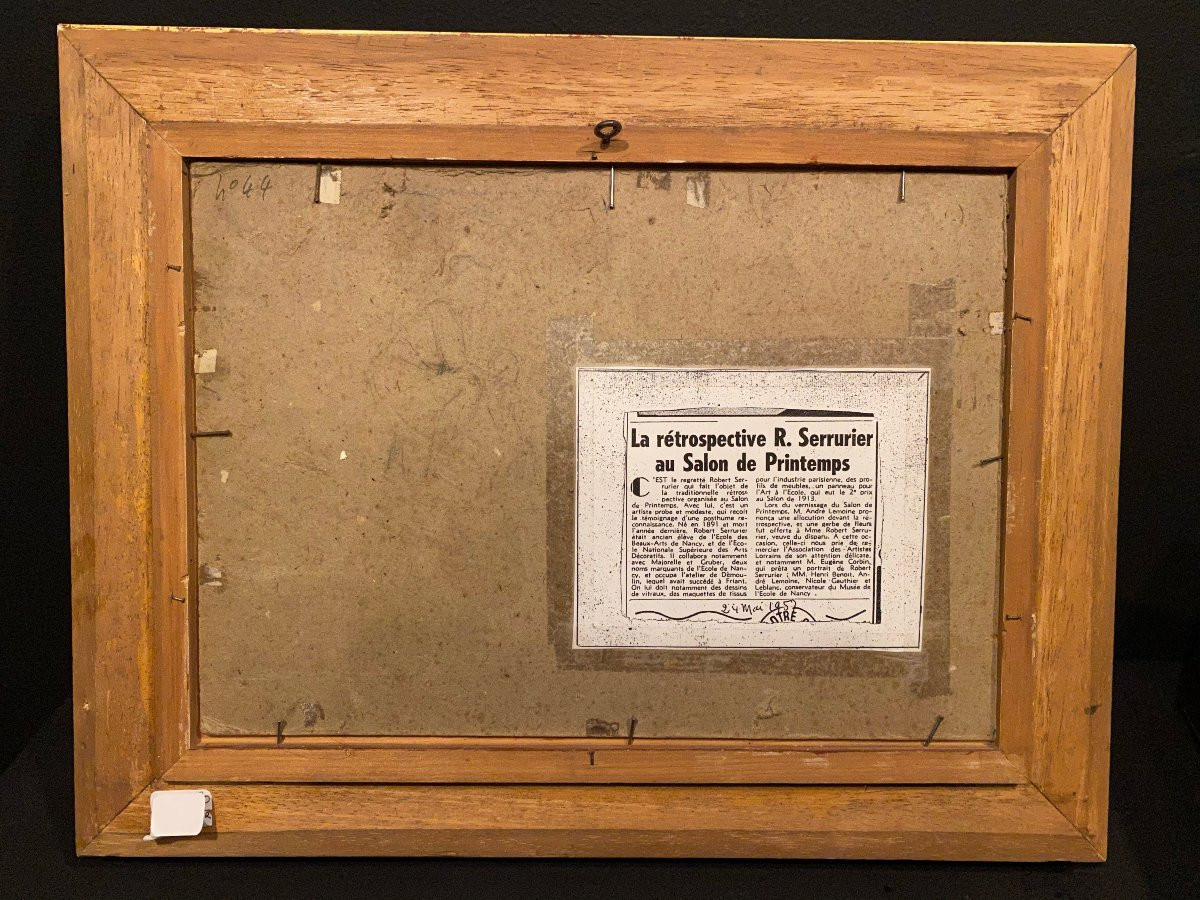 n° 44
La rétrospective R. Serrurier
au Salon de Printemps
C'EST le regretté Robert Ser-
rurier qui fait l'objet de
la traditionnelle rétros-
pective organisée au Salon
de Printemps. Avec lui, c'est un
artiste probe et modeste, qui reçoit
le témoignage d'une posthume re-
connaissance. Né en 1891 et mort
l'année dernière, Robert Serrurier
était ancien élève de l'Ecole des
Beaux-Arts de Nancy, et de l'Eco-
le Nationale Supérieure des Arts
Décoratifs. Il collabora notamment
avec Majorelle et Gruber, deux
noms marquants de l'Ecole de Nan-
cy, et occupa l'atelier de Démou-
lin, lequel avait succédé à Friant.
On lui doit notamment des dessins
de vitraux, des maquettes de tissus
pour l'industrie parisienne, des pro-
fils de meubles, un panneau pour
l'Art à l'Ecole, qui eut le 2e prix
au Salon de 1913.
Lors du vernissage du Salon de
Printemps, M. André Lemoine pro-
nonça une allocution devant la ré-
trospective, et une gerbe de fleurs
fut offerte à Mme Robert Serru-
rier, veuve du disparu. A cette oc-
casion, celle-ci nous prie de re-
mercier l'Association des Artistes
Lorrains de son attention délicate,
et notamment M. Eugène Corbin,
qui prêta un portrait de Robert
Serrurier ; MM. Henri Benoit, An-
dré Lemoine, Nicole Gauthier et
Leblanc, conservateur du Musée de
l'Ecole de Nancy.
24 Mai 1952
OTRE